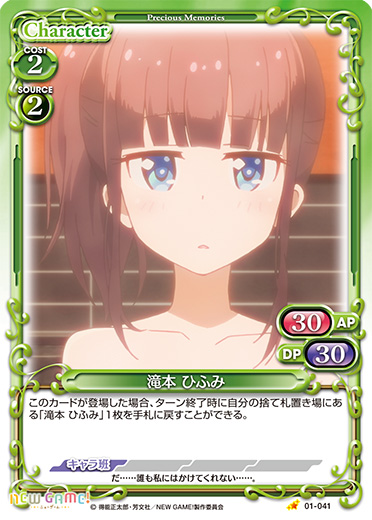 Precious Memories
Character
COST
2
SOURCE
2
30 AP
DP 30
滝本 ひふみ
このカードが登場した場合、ターン終了時に自分の捨て札置き場にあ
る「滝本 ひふみ」1枚を手札に戻すことができる。
キャラ班
だ……誰も私にはかけてくれない……。
NEW GAME!
© 得能正太郎・芳文社／NEW GAME!製作委員会
01-041